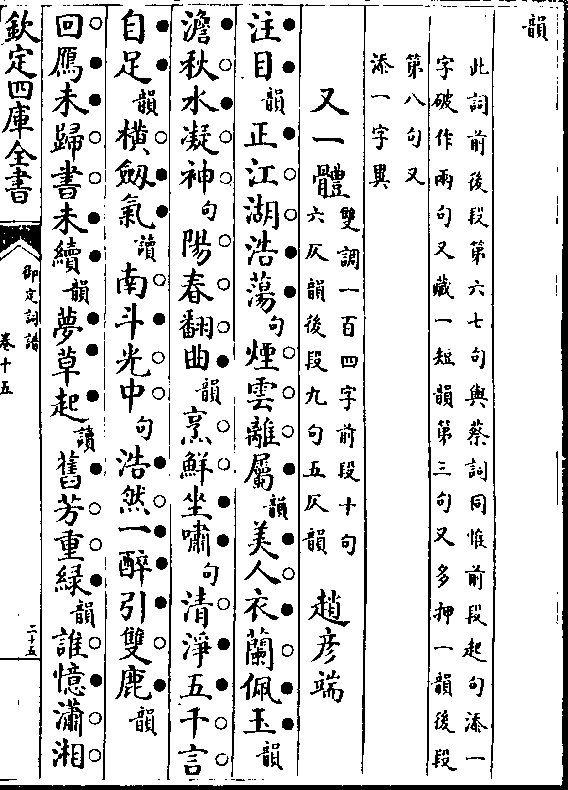 韻
此詞前後段第六七句與蔡詞同惟前段起句添一
字破作兩句又藏一短韻第三句又多押一韻後段
第八句又
添一字異
又一體
雙調一百四字前段十句
六仄韻後段九句五仄韻
趙彥端
注目韻正江湖浩蕩句煙雲離屬韻美人衣蘭佩玉韻
澹秋水凝神句陽春翻曲韻烹鮮坐嘯句清淨五千言
自足韻橫劔氣讀南斗光中句浩然一醉引雙鹿韻
回鴈未歸書未續韻夢草起讀舊芳重綠韻誰憶瀟湘
欽定四庫全書
御定詞譜
卷十五
二十五